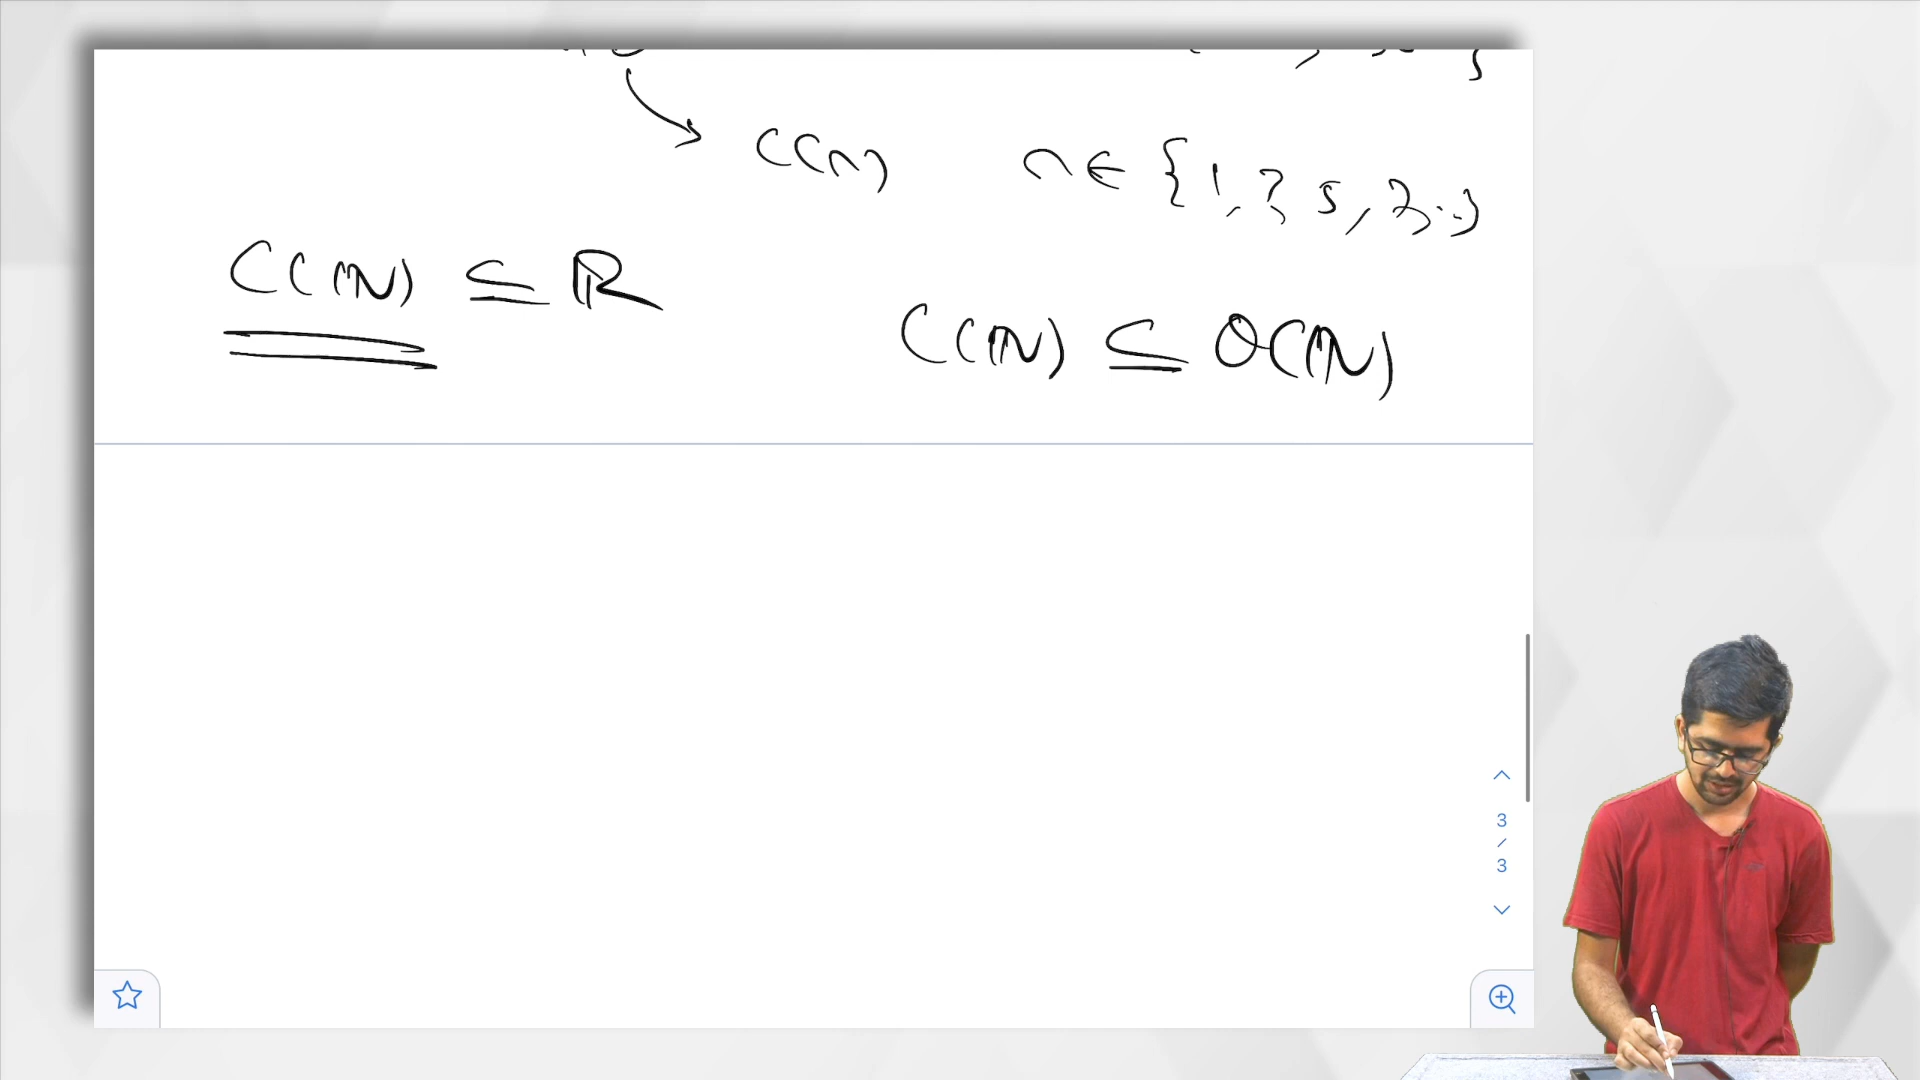 C(n) n ∈ {1, 3, 5, 7, ..}
C(ℕ) ⊆ ℝ
C(ℕ) ⊆ O(ℕ)
3
/
3